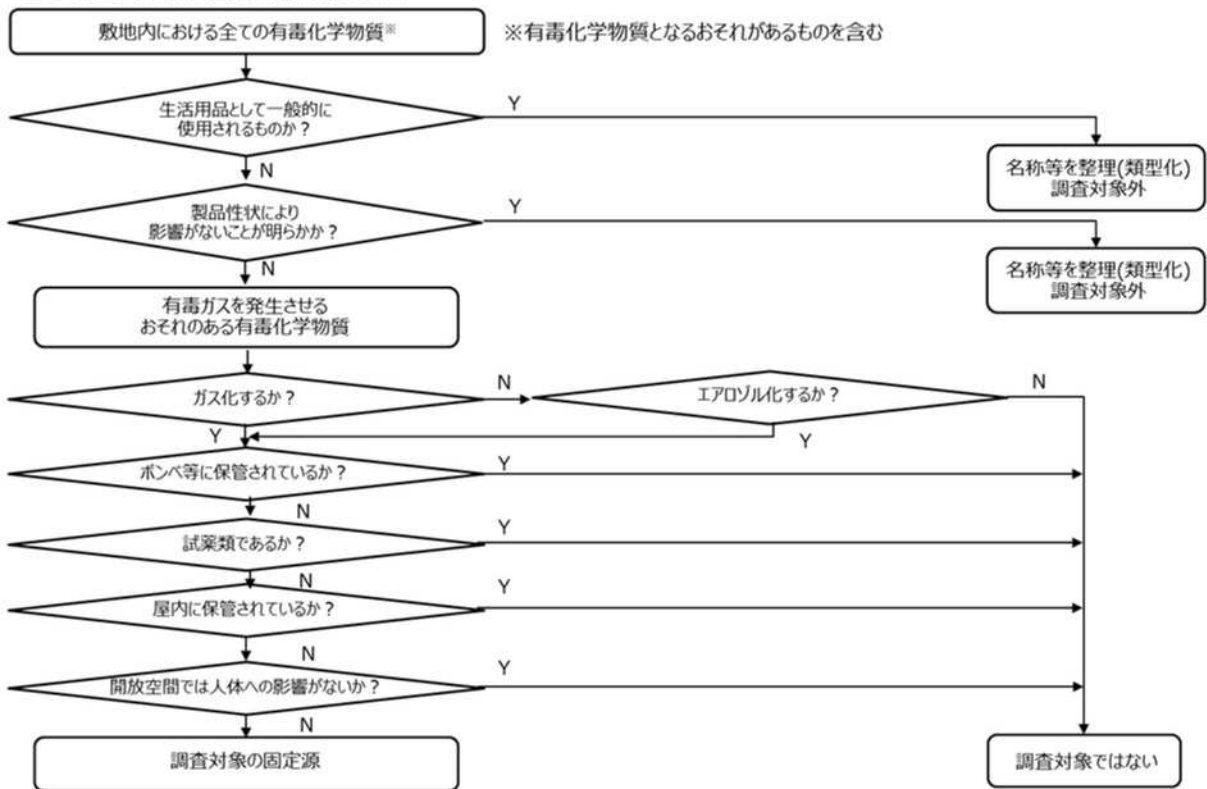 敷地内における全ての有毒化学物質※
※有毒化学物質となるおそれがあるものを含む
生活用品として一般的に
使用されるものか？
Y
N
名称等を整理(類型化)
調査対象外
製品性状により
影響がないことが明らかか？
Y
N
名称等を整理(類型化)
調査対象外
有毒ガスを発生させる
おそれのある有毒化学物質
ガス化するか？
N
エアロゾル化するか？
N
Y
Y
ボンベ等に保管されているか？
Y
N
試薬類であるか？
Y
N
屋内に保管されているか？
Y
N
開放空間では人体への影響がないか？
Y
N
調査対象の固定源
調査対象ではない